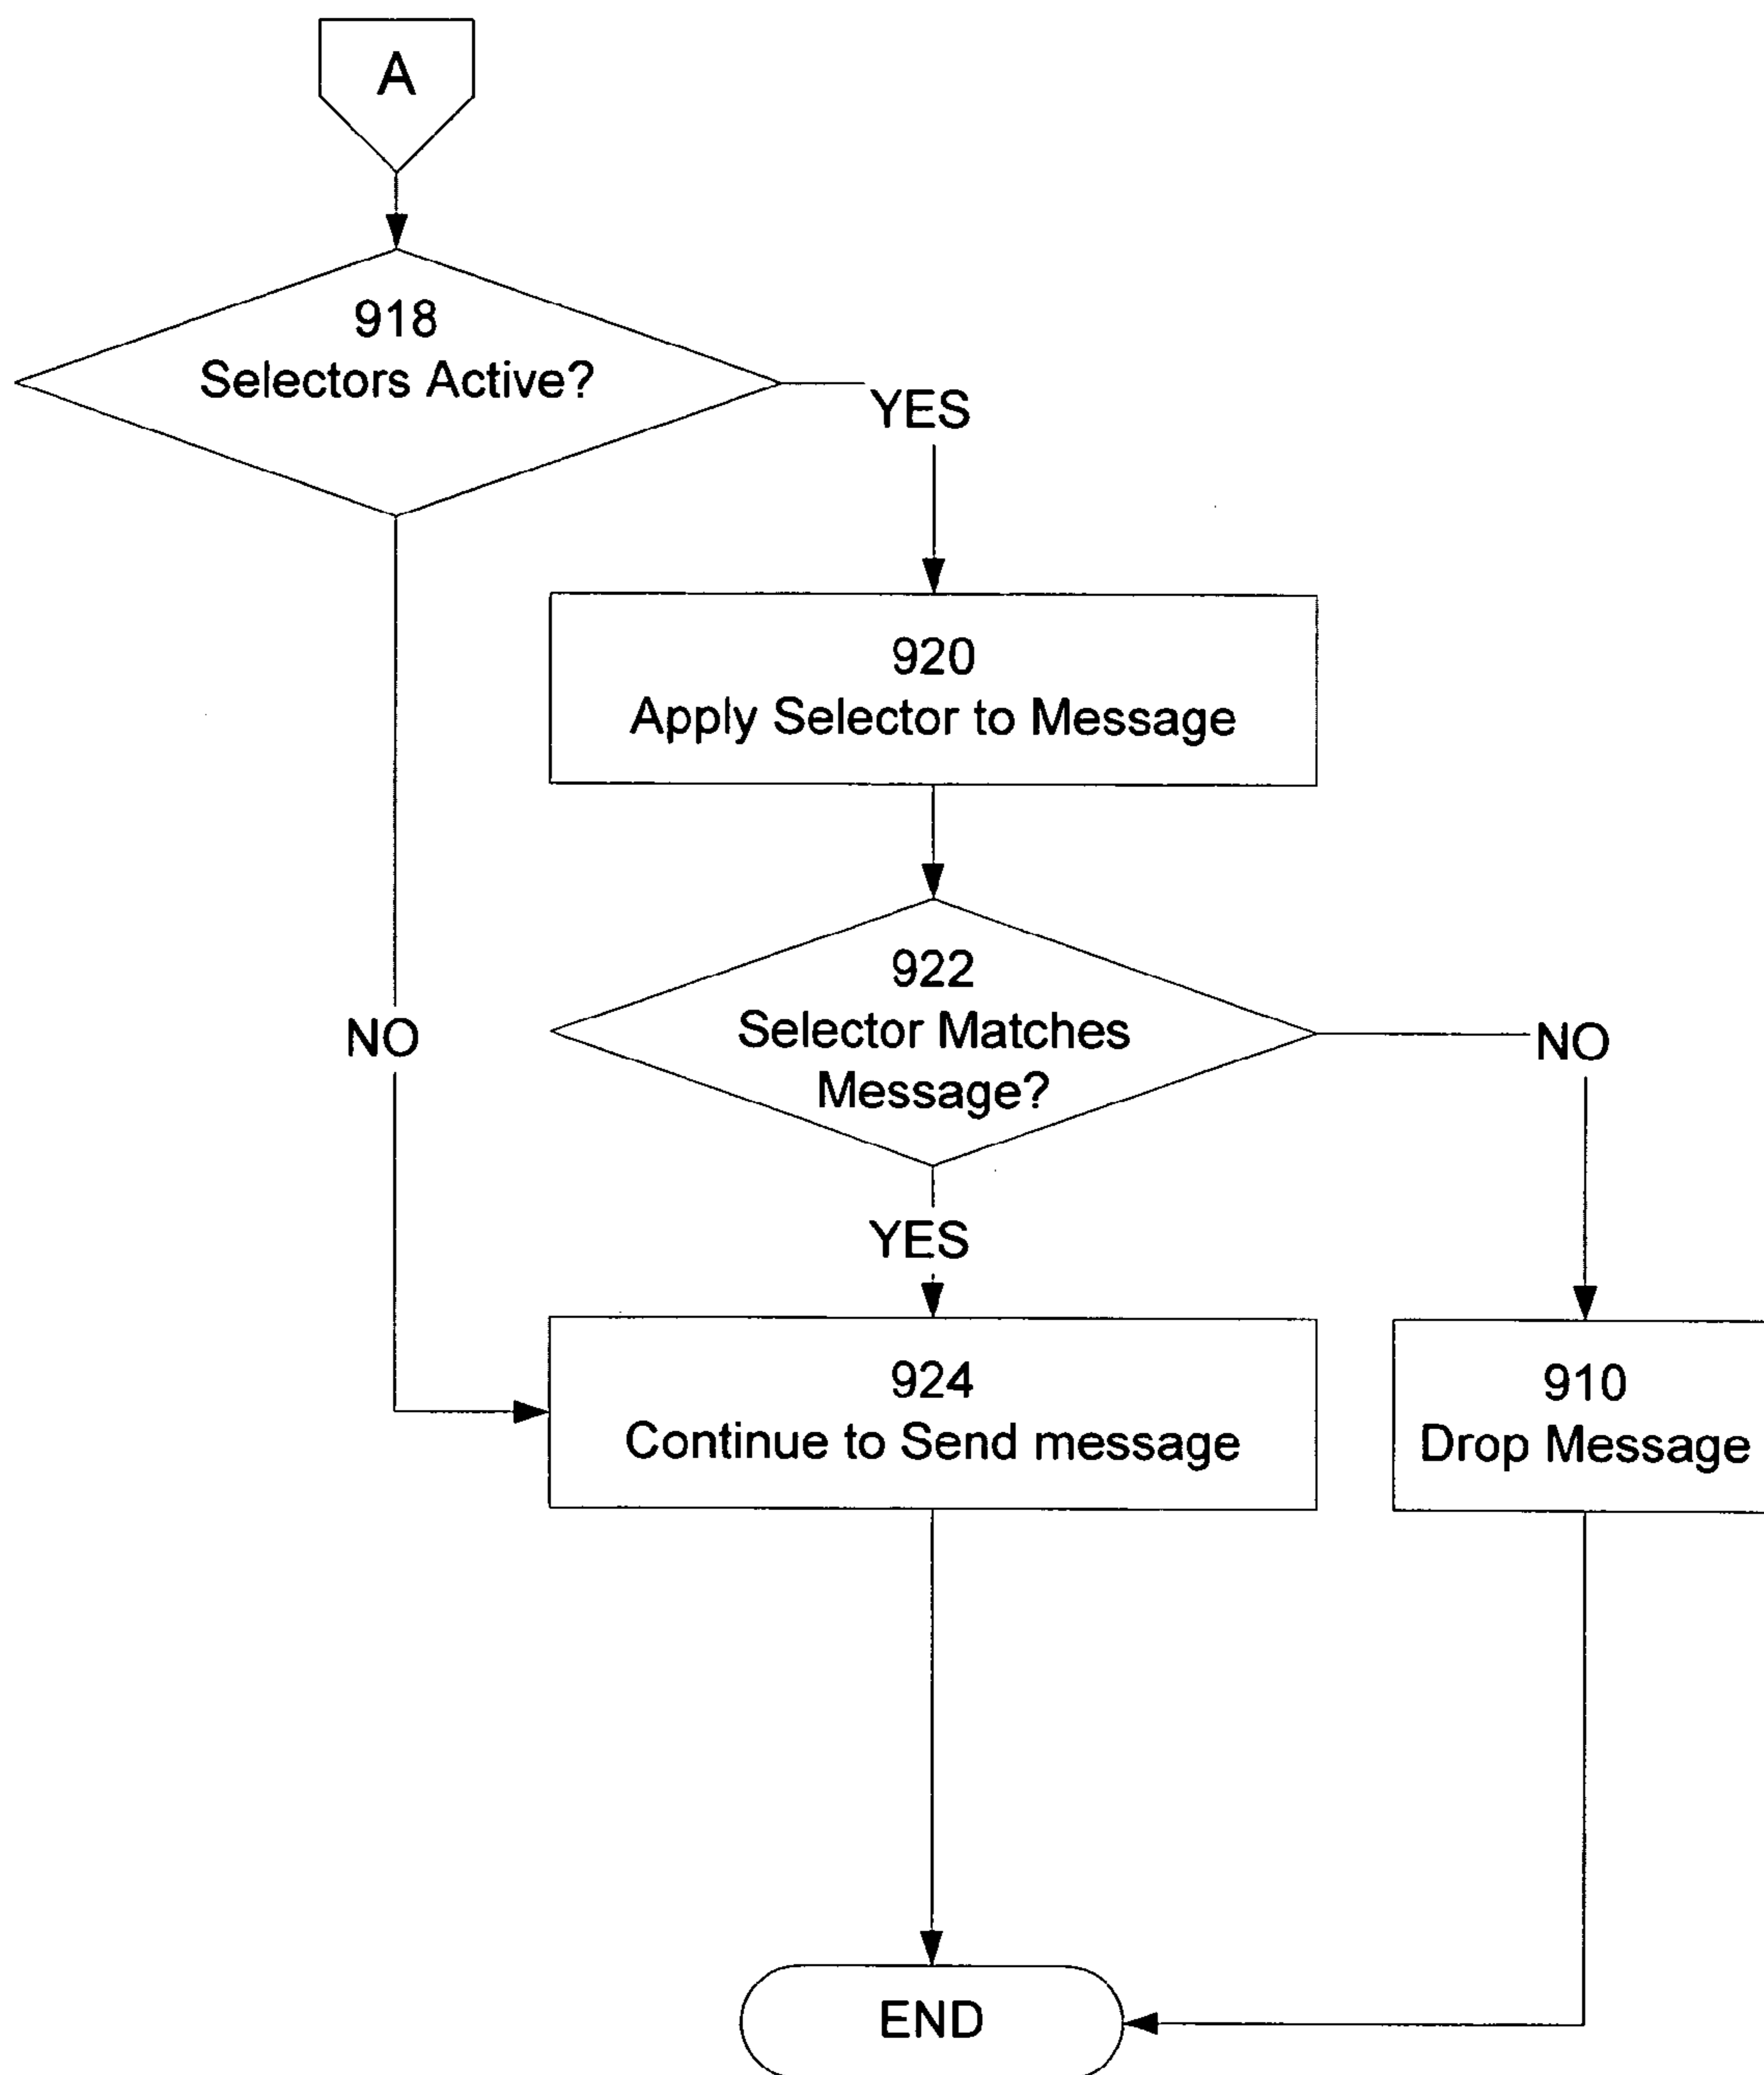 A
918
Selectors Active?
YES
920
Apply Selector to Message
922
Selector Matches
Message?
NO
NO
YES
924
Continue to Send message
910
Drop Message
END